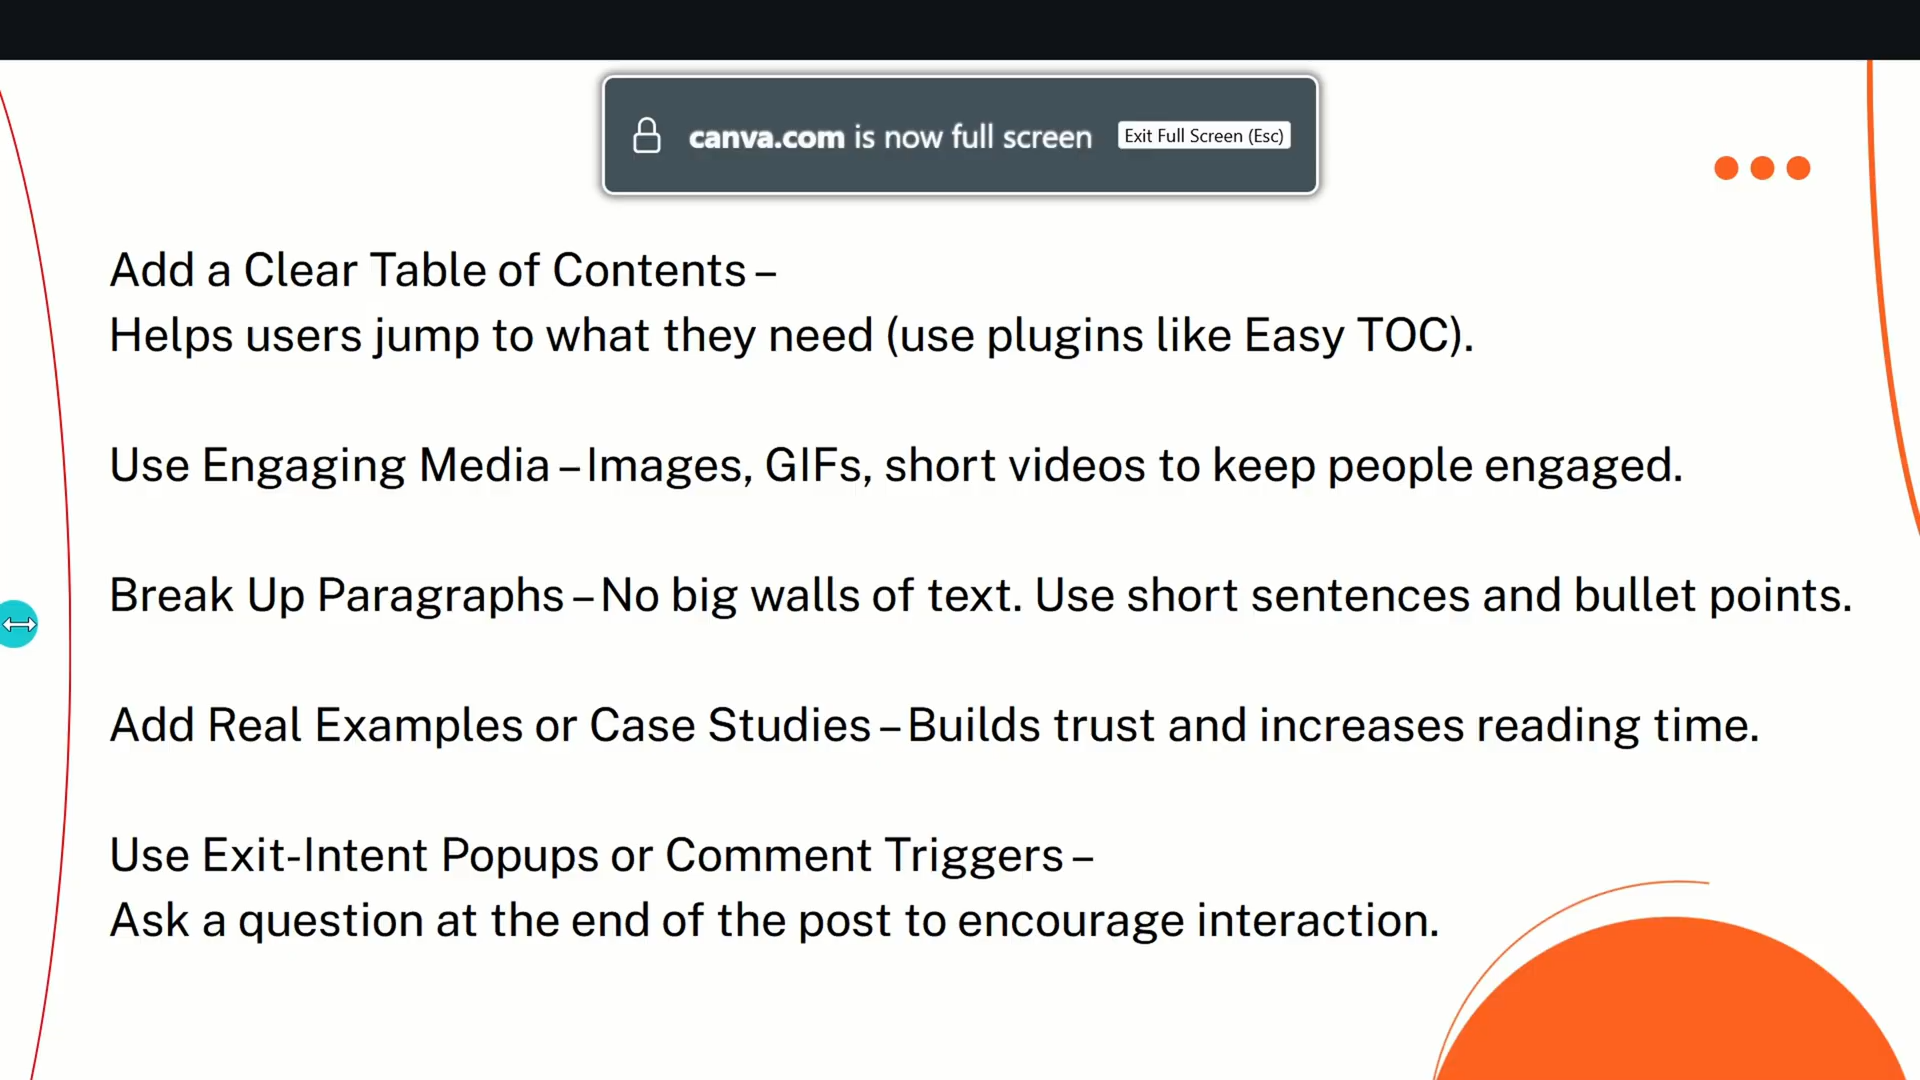 canva.com is now full screen Exit Full Screen (Esc)
Add a Clear Table of Contents –
Helps users jump to what they need (use plugins like Easy TOC).
Use Engaging Media – Images, GIFs, short videos to keep people engaged.
Break Up Paragraphs – No big walls of text. Use short sentences and bullet points.
Add Real Examples or Case Studies – Builds trust and increases reading time.
Use Exit-Intent Popups or Comment Triggers –
Ask a question at the end of the post to encourage interaction.